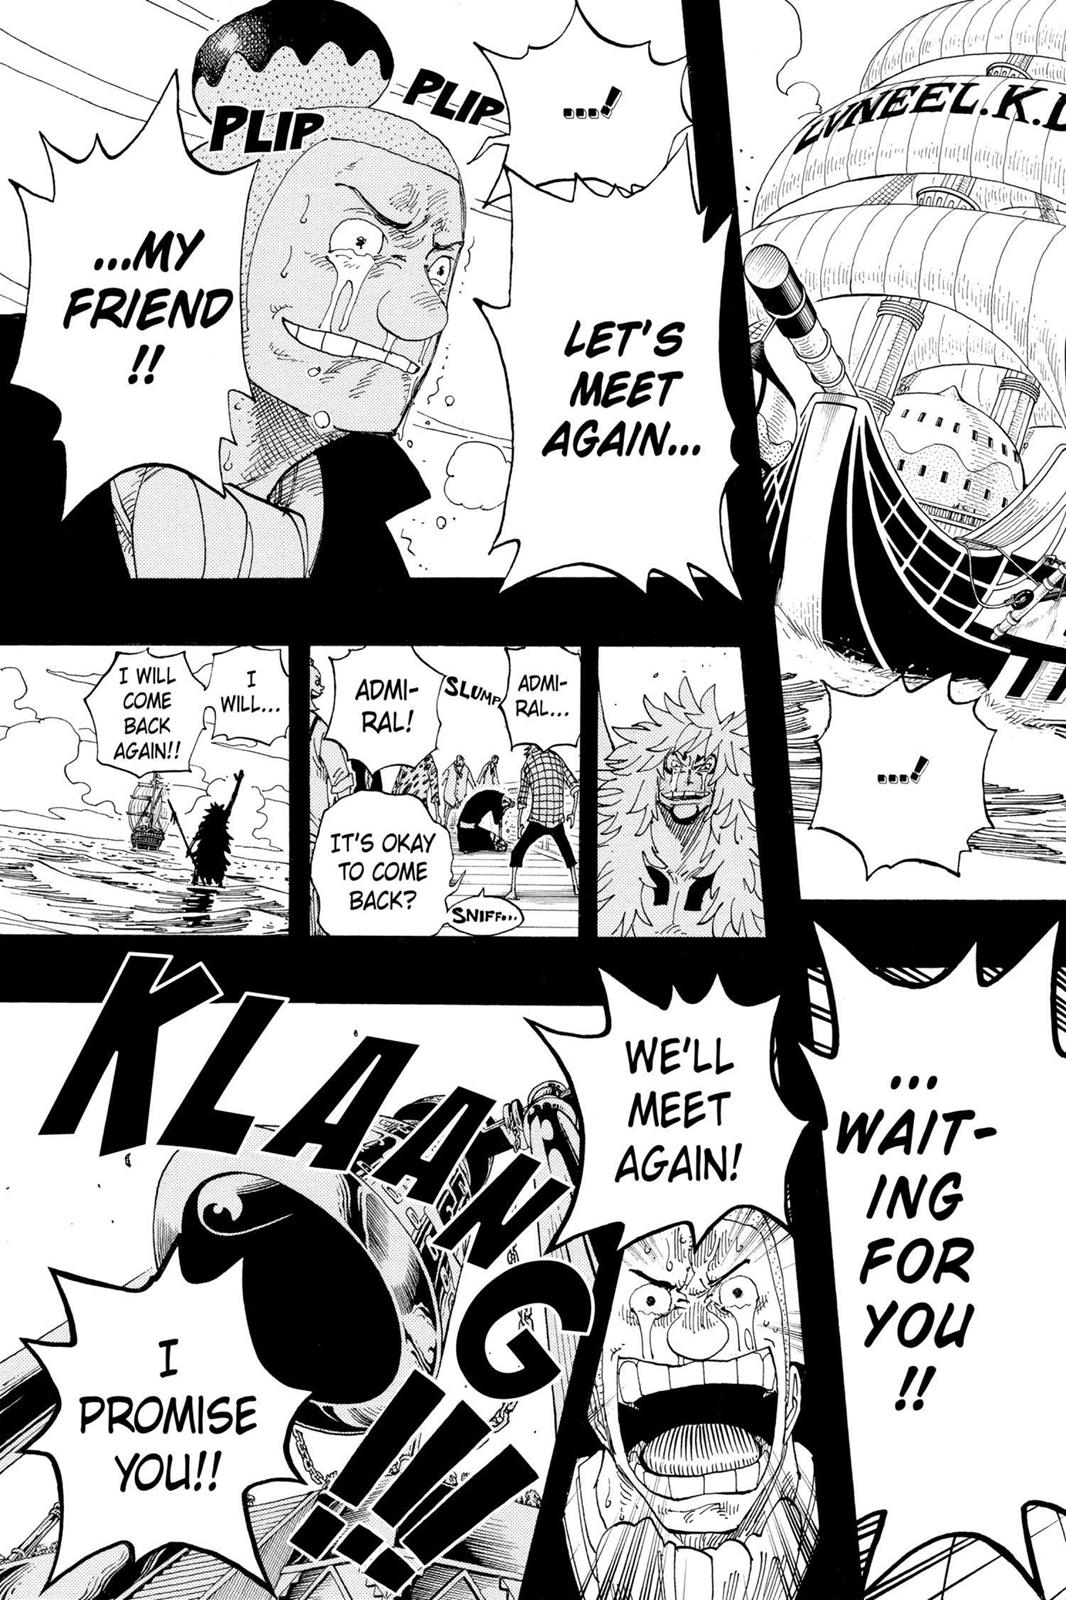 LVNEEL.K.D
...!
...!
LET'S
MEET
AGAIN...
PLIP
PLIP
...MY
FRIEND
!!
ADMI-
RAL...
SLUMP
ADMI-
RAL!
IT'S OKAY
TO COME
BACK?
SNIFF...
I
WILL...
I WILL
COME
BACK
AGAIN!!
...
WAIT-
ING
FOR
YOU
!!
WE'LL
MEET
AGAIN!
KLAANG!!!!
I
PROMISE
YOU!!